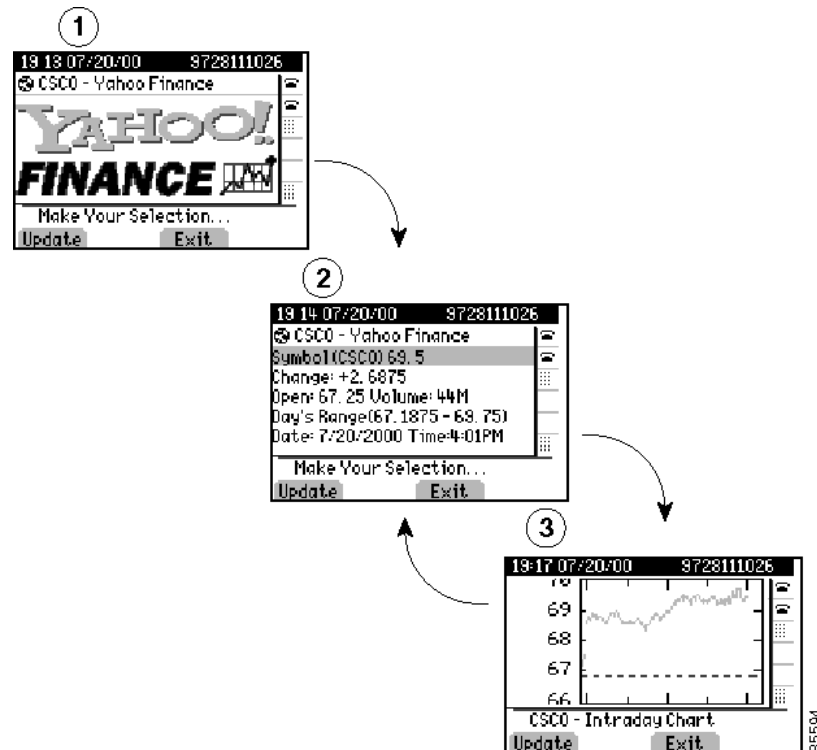 1
19 13 07/20/00 9728111026
CSCO - Yahoo Finance
YAHOO!
FINANCE
Make Your Selection...
Update Exit
2
19 14 07/20/00 9728111026
CSCO - Yahoo Finance
Symbol (CSCO) 69.5
Change: +2.6875
Open: 67.25 Volume: 44M
Day's Range(67.1875 - 69.75)
Date: 7/20/2000 Time:4:01PM
Make Your Selection...
Update Exit
3
19:17 07/20/00 9728111026
70
69
68
67
66
CSCO - Intraday Chart
Update Exit